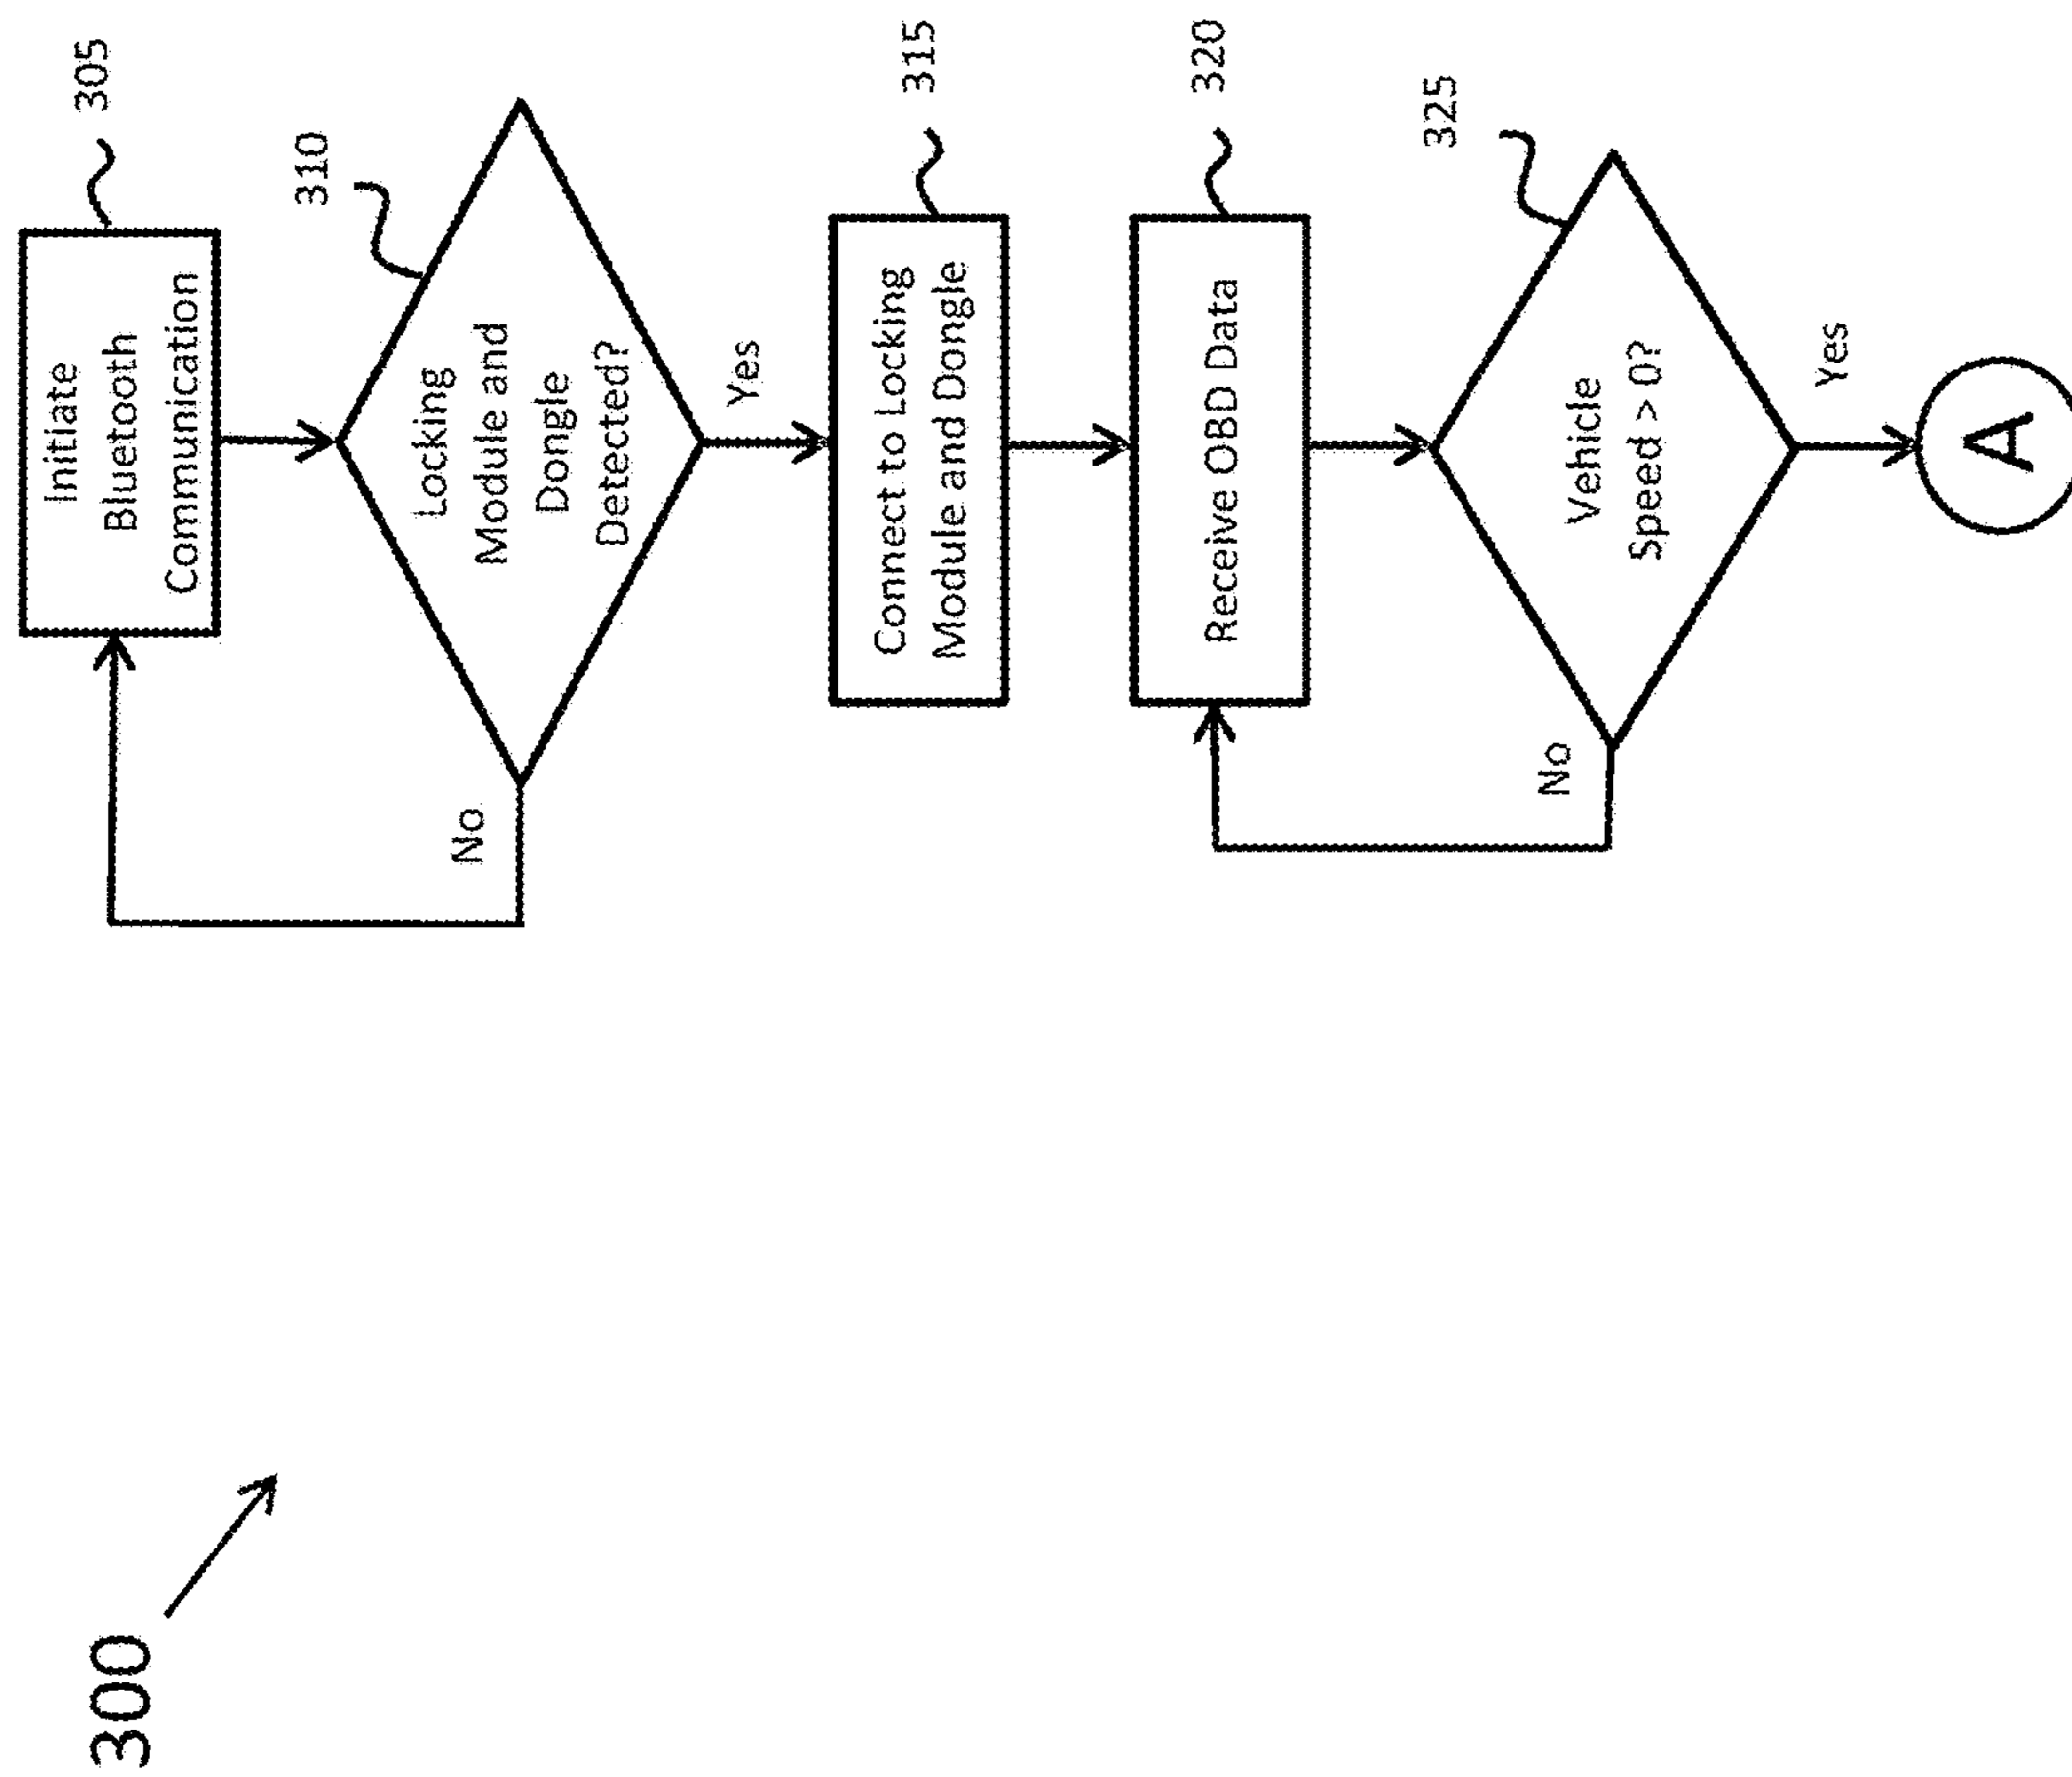 300
Initiate
Bluetooth
Communication
305
Locking
Module and
Dongle
Detected?
310
No
Yes
Connect to Locking
Module and Dongle
315
Receive OBD Data
320
Vehicle
Speed > 0?
325
No
Yes
A